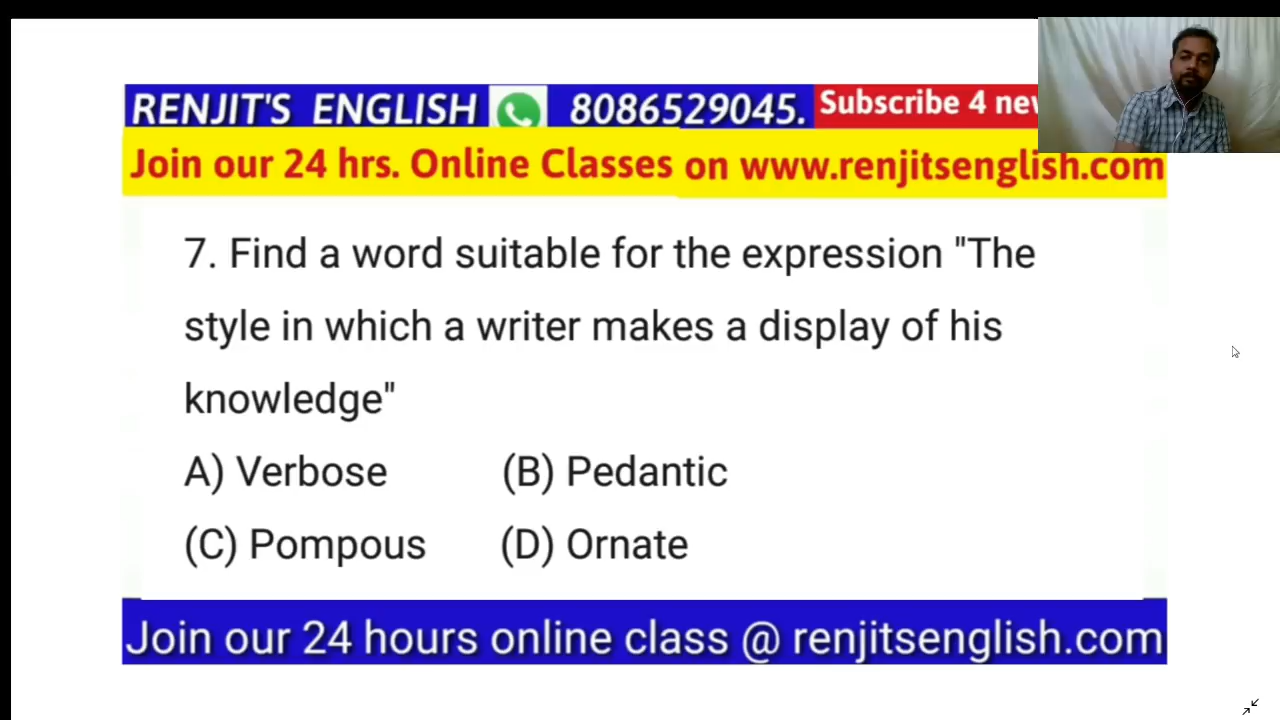 RENJIT'S ENGLISH 8086529045. Subscribe 4
Join our 24 hrs. Online Classes on www.renjitsenglish.com
7. Find a word suitable for the expression "The
style in which a writer makes a display of his
knowledge"
A) Verbose (B) Pedantic
(C) Pompous (D) Ornate
Join our 24 hours online class @ renjitsenglish.com